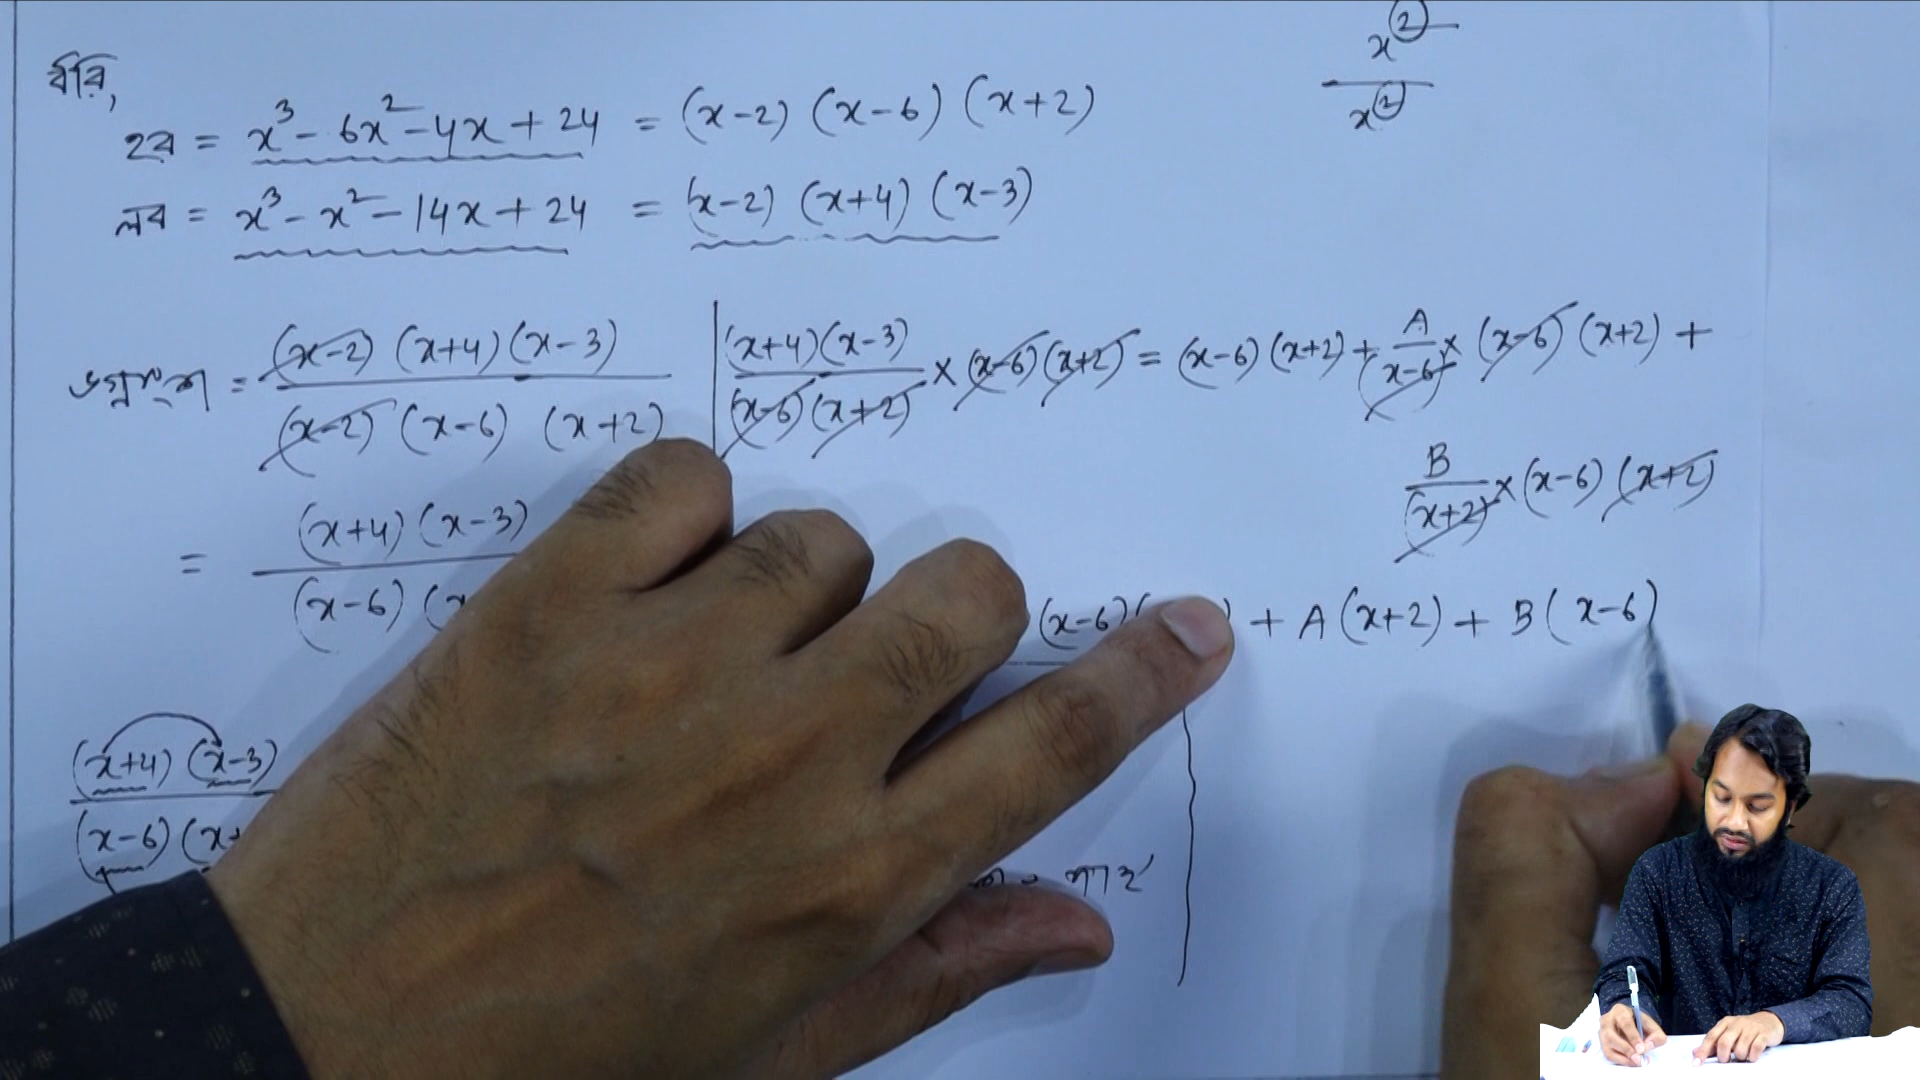 ধরি,
হর = x³ - 6x² - 4x + 24 = (x-2) (x-6) (x+2)
লব = x³ - x² - 14x + 24 = (x-2) (x+4) (x-3)
x²
x²
ভগ্নাংশ = (x-2) (x+4) (x-3)
(x-2) (x-6) (x+2)
= (x+4) (x-3)
(x-6) (x
(x+4)(x-3)
(x-6)(x+2)
× (x-6)(x+2) = (x-6)(x+2) + A/(x-6) × (x-6)(x+2) +
B/(x+2) × (x-6)(x+2)
(x-6)( ) + A(x+2) + B(x-6)
(x+4) (x-3)
(x-6) (x+